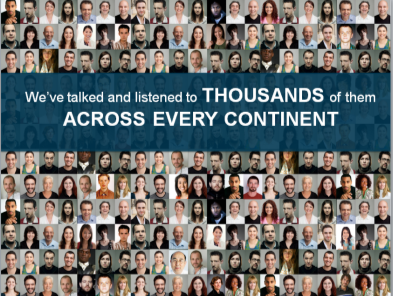 We've talked and listened to THOUSANDS of them
ACROSS EVERY CONTINENT